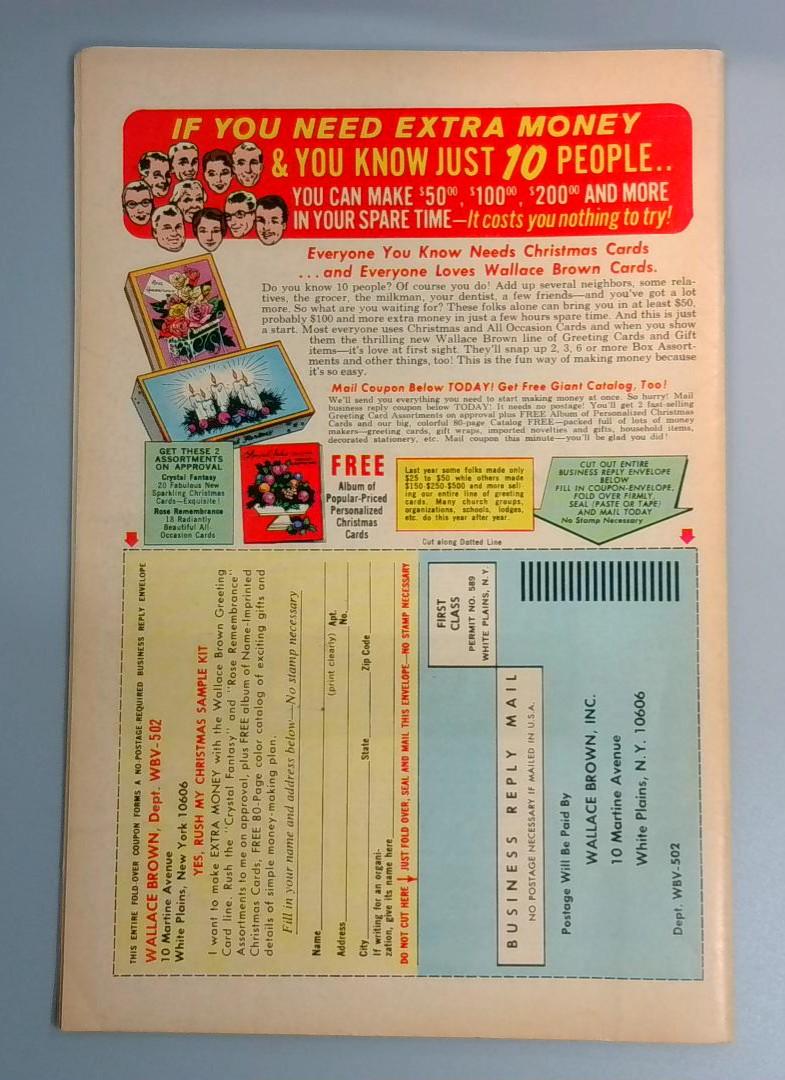 IF YOU NEED EXTRA MONEY
& YOU KNOW JUST 10 PEOPLE..
YOU CAN MAKE $50⁰⁰, $100⁰⁰, $200⁰⁰ AND MORE
IN YOUR SPARE TIME—It costs you nothing to try!
Everyone You Know Needs Christmas Cards
...and Everyone Loves Wallace Brown Cards.
Do you know 10 people? Of course you do! Add up several neighbors, some rela-
tives, the grocer, the milkman, your dentist, a few friends—and you've got a lot
more. So what are you waiting for? These folks alone can bring you in at least $50,
probably $100 and more extra money in just a few hours spare time. And this is just
a start. Most everyone uses Christmas and All Occasion Cards and when you show
them the thrilling new Wallace Brown line of Greeting Cards and Gift
items—it's love at first sight. They'll snap up 2, 3, 6 or more Box Assort-
ments and other things, too! This is the fun way of making money because
it's so easy.
Mail Coupon Below TODAY! Get Free Giant Catalog, Too!
We'll send you everything you need to start making money at once. So hurry! Mail
business reply coupon below TODAY! It needs no postage! You'll get 2 fast-selling
Greeting Card Assortments on approval plus FREE Album of Personalized Christmas
Cards and our big, colorful 80-page Catalog FREE—packed full of lots of money
makers—greeting cards, gift wraps, imported novelties and gifts, household items,
decorated stationery, etc. Mail coupon this minute—you'll be glad you did!
GET THESE 2
ASSORTMENTS
ON APPROVAL
Crystal Fantasy
20 Fabulous New
Sparkling Christmas
Cards—Exquisite!
Rose Remembrance
18 Radiantly
Beautiful All-
Occasion Cards
FREE
Album of
Popular-Priced
Personalized
Christmas
Cards
Last year some folks made only
$25 to $50 while others made
$150-$250-$500 and more sell-
ing our entire line of greeting
cards. Many church groups,
organizations, schools, lodges,
etc. do this year after year.
CUT OUT ENTIRE
BUSINESS REPLY ENVELOPE
BELOW
FILL IN COUPON-ENVELOPE,
FOLD OVER FIRMLY,
SEAL (PASTE OR TAPE)
AND MAIL TODAY
No Stamp Necessary
Cut along Dotted Line
THIS ENTIRE FOLD-OVER COUPON FORMS A NO-POSTAGE-REQUIRED BUSINESS REPLY ENVELOPE
WALLACE BROWN, Dept. WBV-502
10 Martine Avenue
White Plains, New York 10606
YES, RUSH MY CHRISTMAS SAMPLE KIT
I want to make EXTRA MONEY with the Wallace Brown Greeting
Card line. Rush the "Crystal Fantasy" and "Rose Remembrance"
Assortments to me on approval, plus FREE album of Name-Imprinted
Christmas Cards, FREE 80-Page color catalog of exciting gifts and
details of simple money-making plan.
Fill in your name and address below—No stamp necessary
Name
(print clearly)
Address
Apt.
No.
City
State
Zip Code
If writing for an organi-
zation, give its name here
DO NOT CUT HERE JUST FOLD OVER, SEAL AND MAIL THIS ENVELOPE—NO STAMP NECESSARY
FIRST
CLASS
PERMIT NO. 589
WHITE PLAINS, N.Y.
BUSINESS REPLY MAIL
NO POSTAGE NECESSARY IF MAILED IN U.S.A.
Postage Will Be Paid By
WALLACE BROWN, INC.
10 Martine Avenue
White Plains, N.Y. 10606
Dept. WBV-502